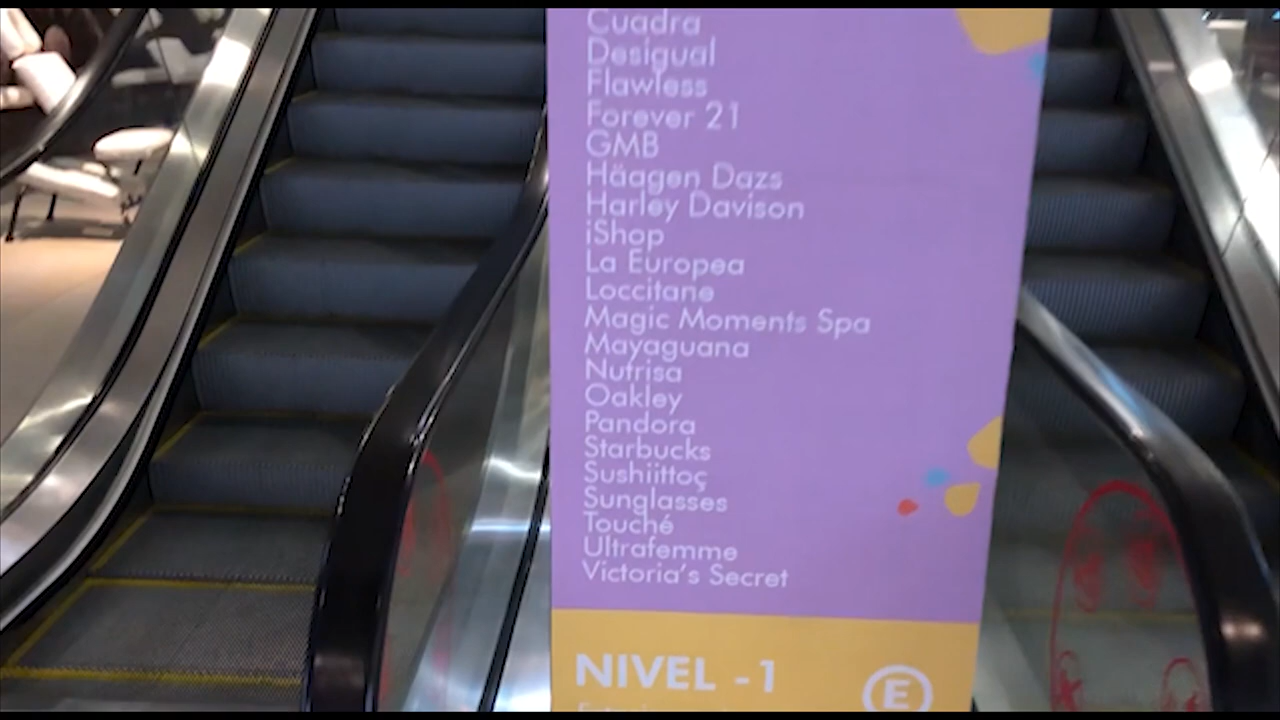 Cuadra
Desigual
Flawless
Forever 21
GMB
Häagen Dazs
Harley Davison
iShop
La Europea
Loccitane
Magic Moments Spa
Mayaguana
Nutrisa
Oakley
Pandora
Starbucks
Sushiittoç
Sunglasses
Touché
Ultrafemme
Victoria's Secret
NIVEL -1
E